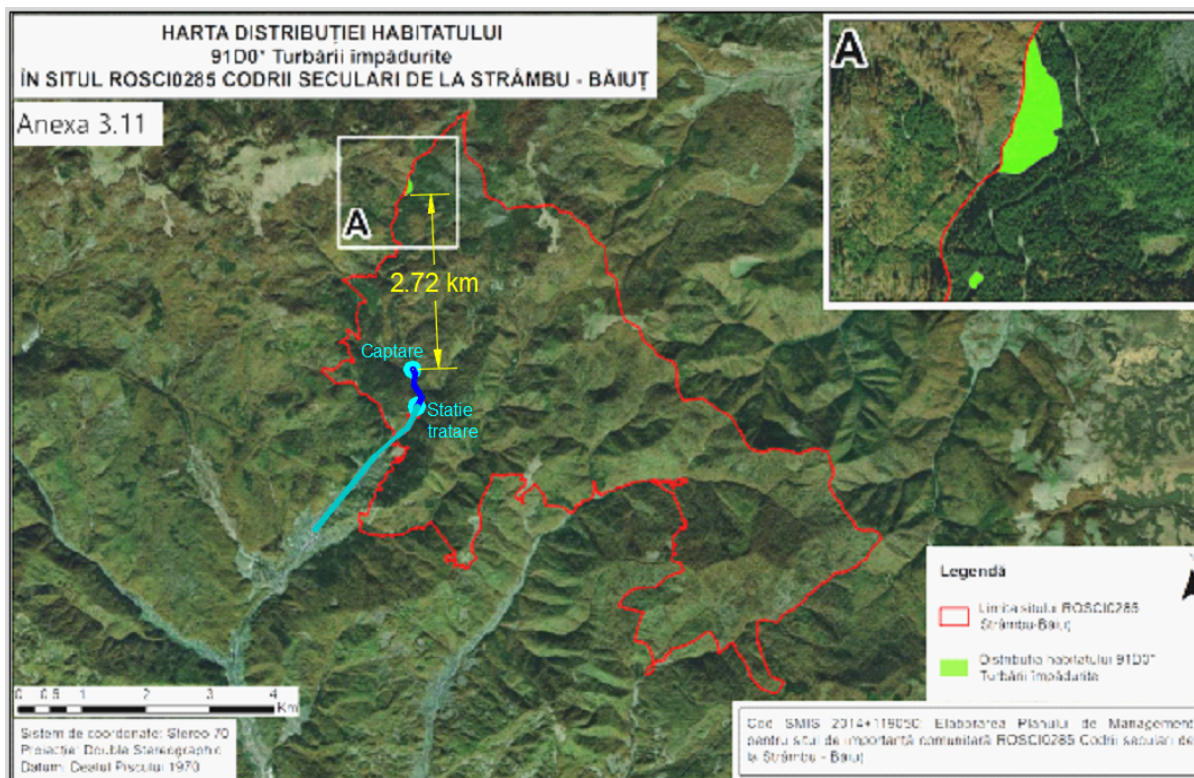 HARTA DISTRIBUȚIEI HABITATULUI
91D0* Turbării împădurite
ÎN SITUL ROSCI0285 CODRII SECULARI DE LA STRÂMBU - BĂIUȚ
Anexa 3.11
A
A
2.72 km
Captare
Statie
tratare
0 0.5 1 2 3 4
Km
Sistem de coordonate: Stereo 70
Proiecție: Double Stereographic
Datum: Dealul Piscului 1970
Legendă
Limita sitului ROSCI0285
Strâmbu-Băiuț
Distribuția habitatului 91D0*
Turbării împădurite
Cod SMIS 2014+119050: Elaborarea Planului de Management
pentru situl de importanță comunitară ROSCI0285 Codrii seculari de
la Strâmbu - Băiuț